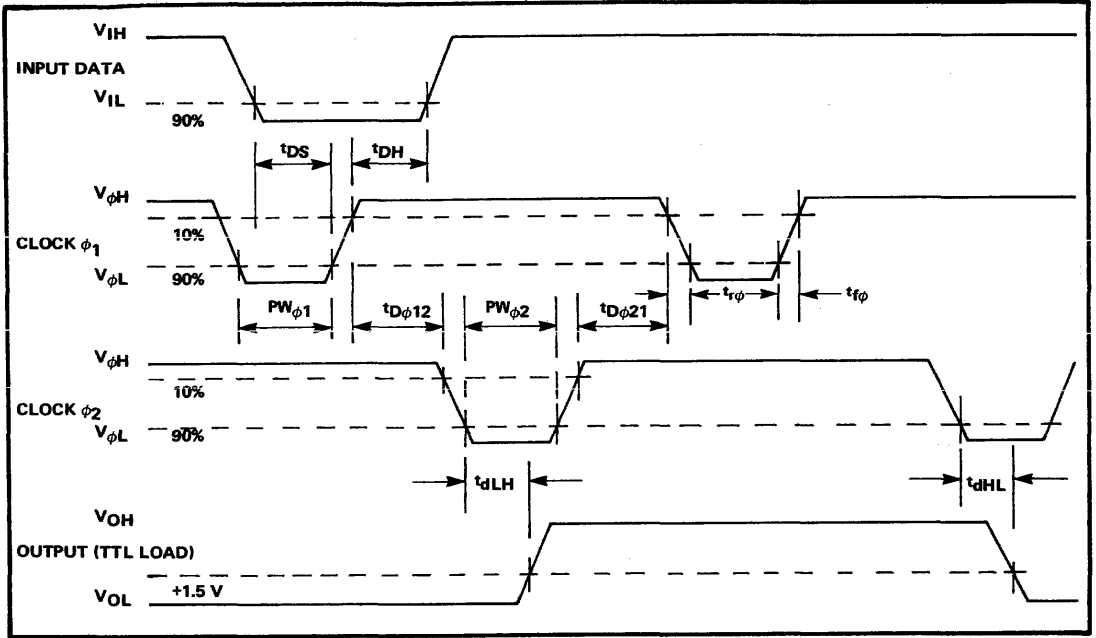 VIH
INPUT DATA
VIL
90%
tDS
tDH
VϕH
10%
CLOCK ϕ1
VϕL
90%
trϕ
tfϕ
PWϕ1
tDϕ12
PWϕ2
tDϕ21
VϕH
10%
CLOCK ϕ2
VϕL
90%
tdLH
tdHL
VOH
OUTPUT (TTL LOAD)
+1.5 V
VOL